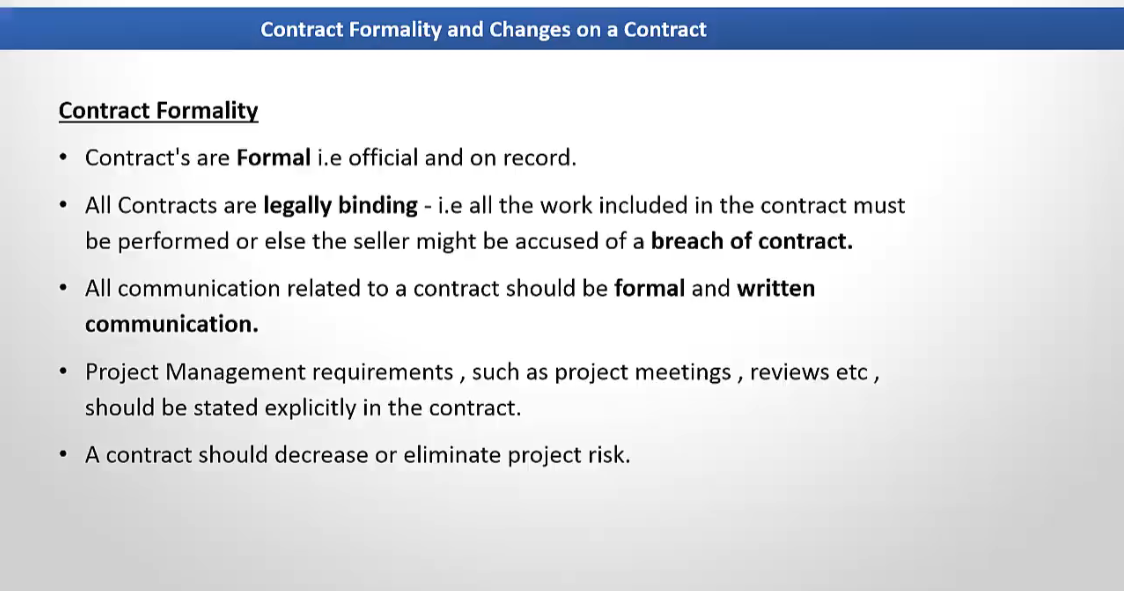 Contract Formality and Changes on a Contract
Contract Formality
• Contract's are Formal i.e official and on record.
• All Contracts are legally binding - i.e all the work included in the contract must
be performed or else the seller might be accused of a breach of contract.
• All communication related to a contract should be formal and written
communication.
• Project Management requirements , such as project meetings , reviews etc ,
should be stated explicitly in the contract.
• A contract should decrease or eliminate project risk.